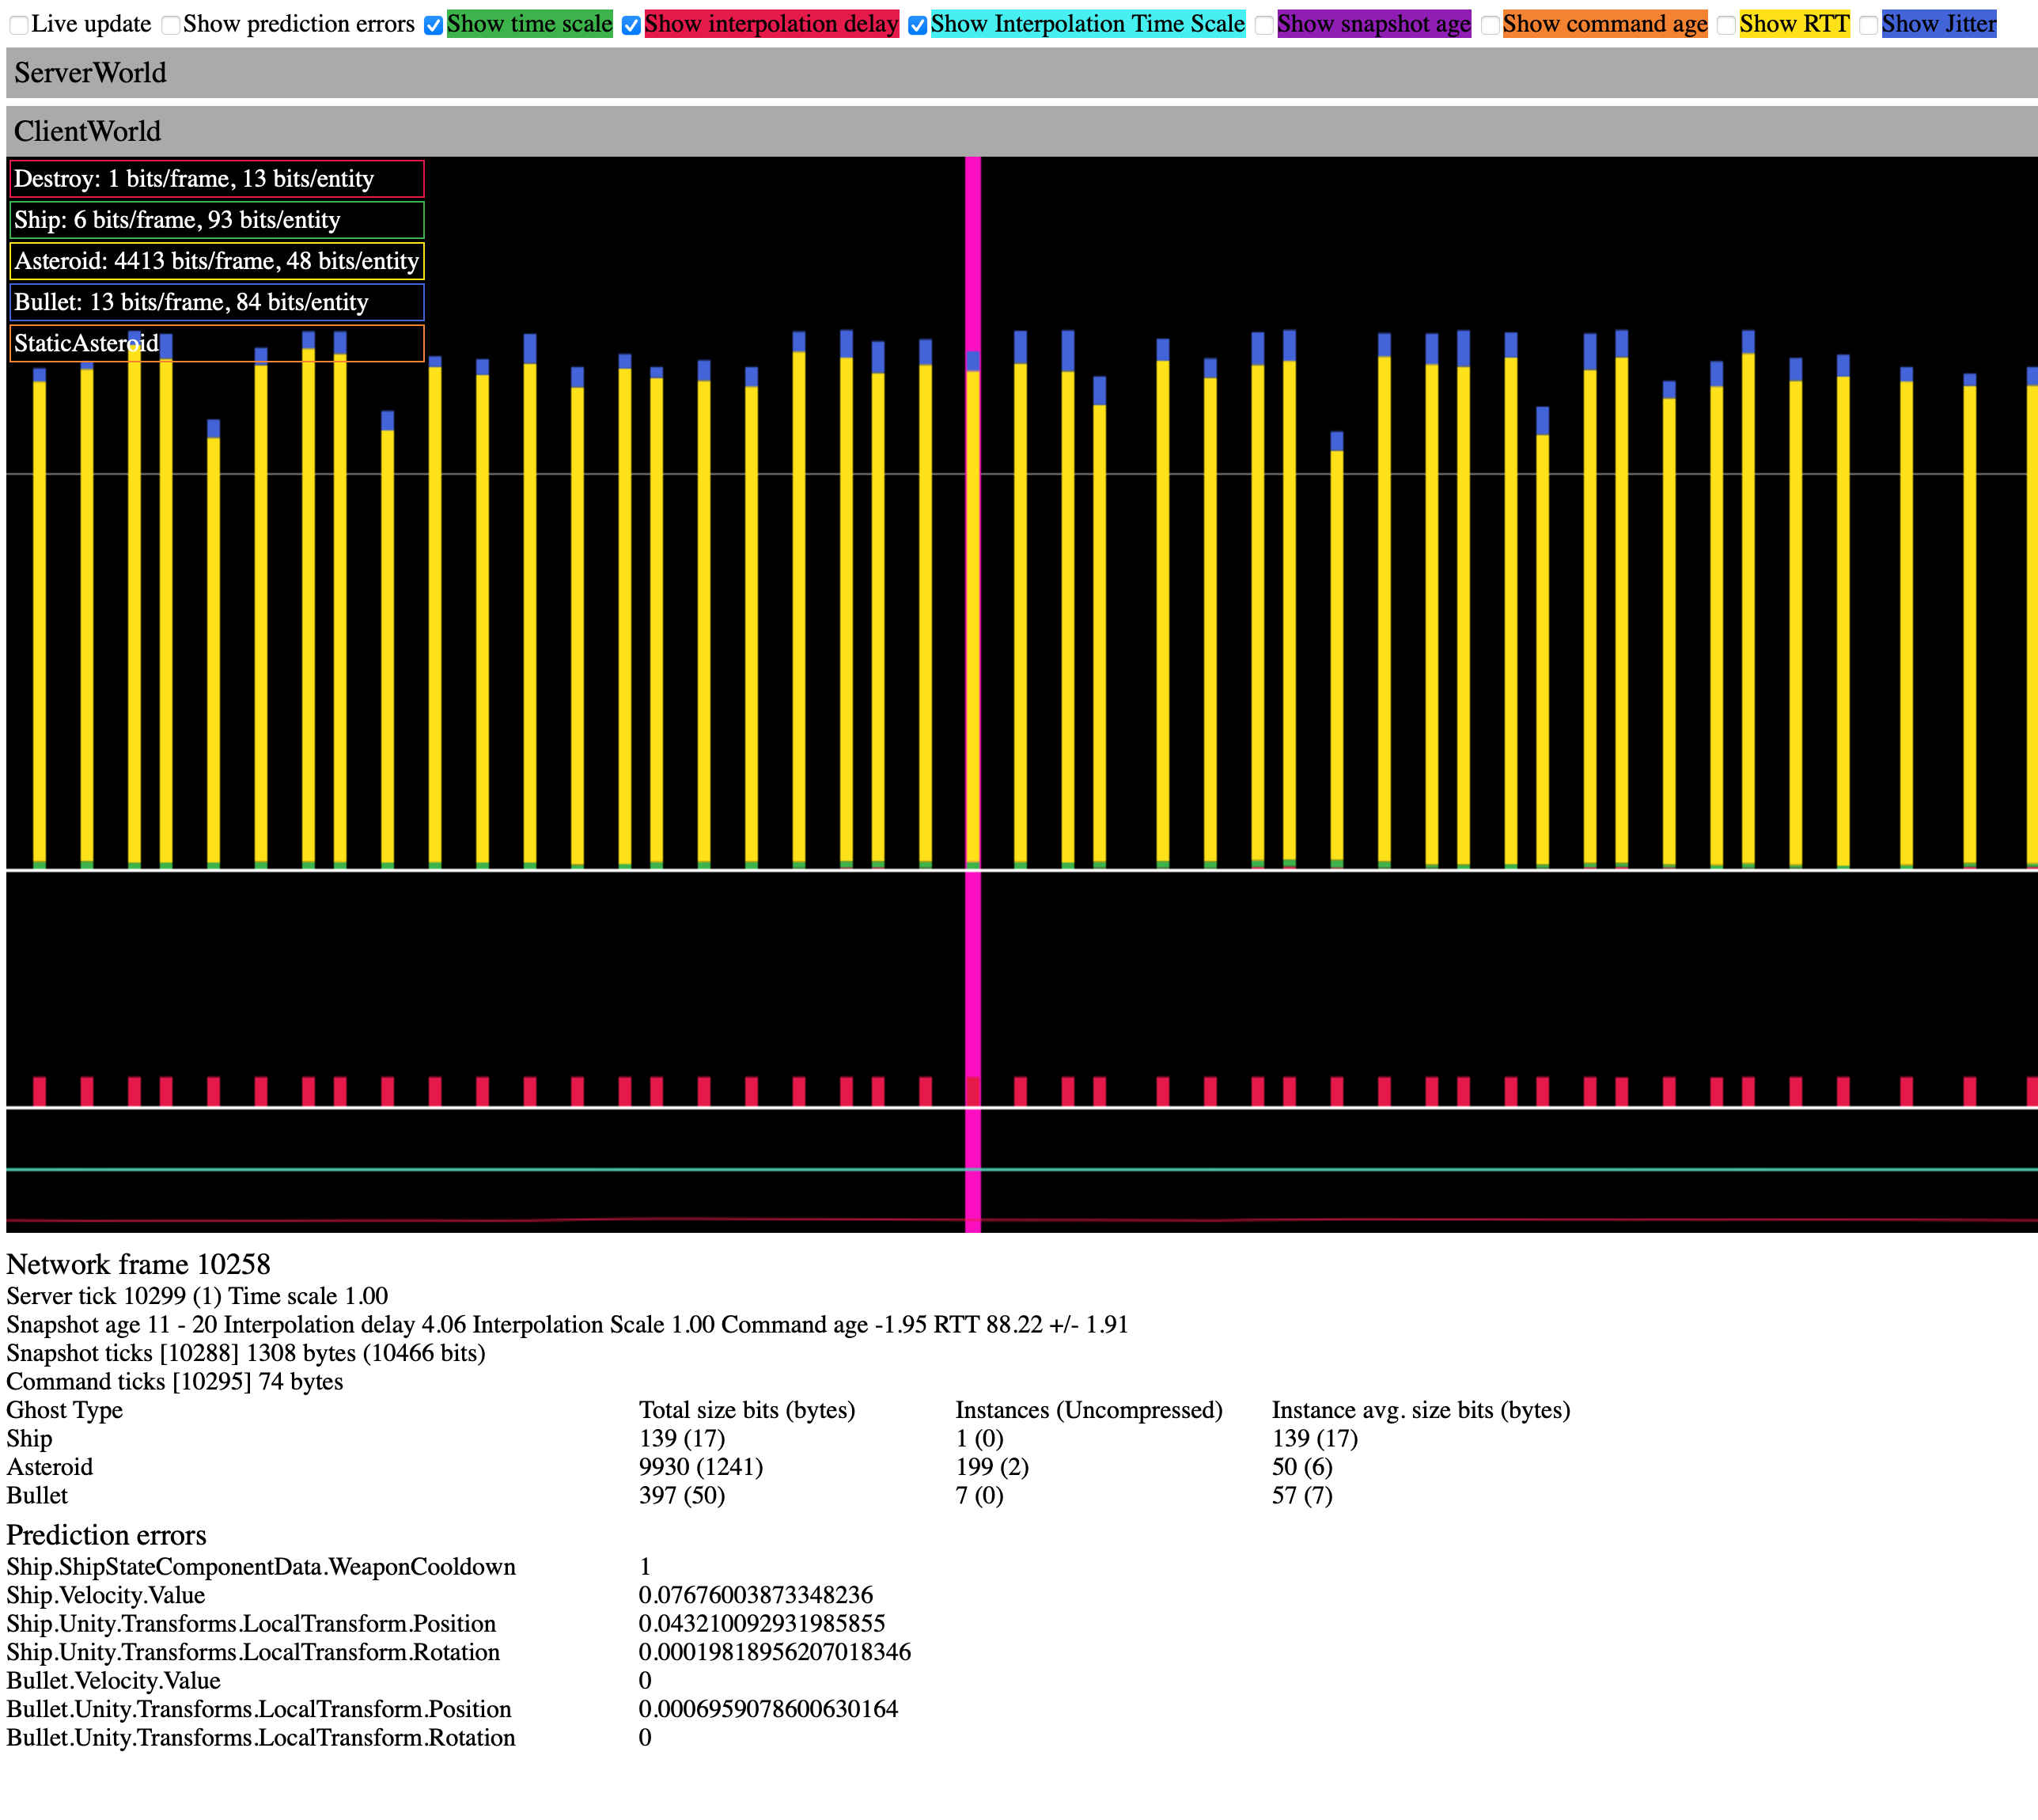 Live update Show prediction errors Show time scale Show interpolation delay Show Interpolation Time Scale Show snapshot age Show command age Show RTT Show Jitter
ServerWorld
ClientWorld
Destroy: 1 bits/frame, 13 bits/entity
Ship: 6 bits/frame, 93 bits/entity
Asteroid: 4413 bits/frame, 48 bits/entity
Bullet: 13 bits/frame, 84 bits/entity
StaticAsteroid
Network frame 10258
Server tick 10299 (1) Time scale 1.00
Snapshot age 11 - 20 Interpolation delay 4.06 Interpolation Scale 1.00 Command age -1.95 RTT 88.22 +/- 1.91
Snapshot ticks [10288] 1308 bytes (10466 bits)
Command ticks [10295] 74 bytes
Ghost Type Total size bits (bytes) Instances (Uncompressed) Instance avg. size bits (bytes)
Ship 139 (17) 1 (0) 139 (17)
Asteroid 9930 (1241) 199 (2) 50 (6)
Bullet 397 (50) 7 (0) 57 (7)
Prediction errors
Ship.ShipStateComponentData.WeaponCooldown 1
Ship.Velocity.Value 0.07676003873348236
Ship.Unity.Transforms.LocalTransform.Position 0.043210092931985855
Ship.Unity.Transforms.LocalTransform.Rotation 0.00019818956207018346
Bullet.Velocity.Value 0
Bullet.Unity.Transforms.LocalTransform.Position 0.0006959078600630164
Bullet.Unity.Transforms.LocalTransform.Rotation 0